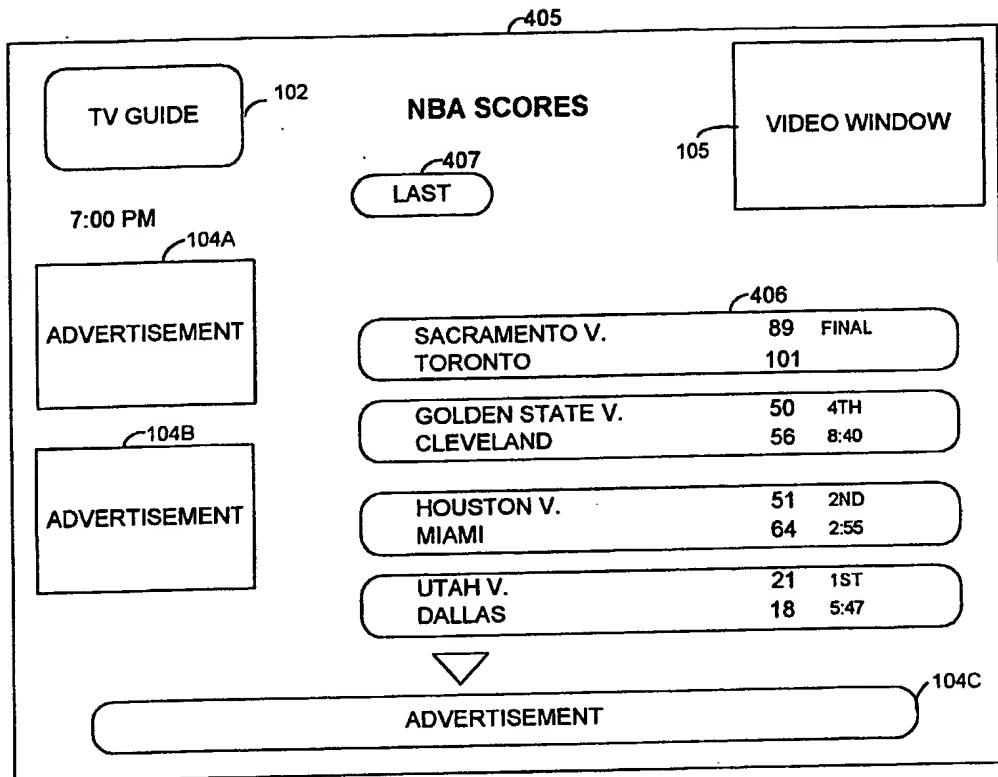 405
TV GUIDE
102
NBA SCORES
VIDEO WINDOW
105
407
LAST
7:00 PM
104A
ADVERTISEMENT
104B
ADVERTISEMENT
406
SACRAMENTO V. 89 FINAL
TORONTO 101
GOLDEN STATE V. 50 4TH
CLEVELAND 56 8:40
HOUSTON V. 51 2ND
MIAMI 64 2:55
UTAH V. 21 1ST
DALLAS 18 5:47
104C
ADVERTISEMENT